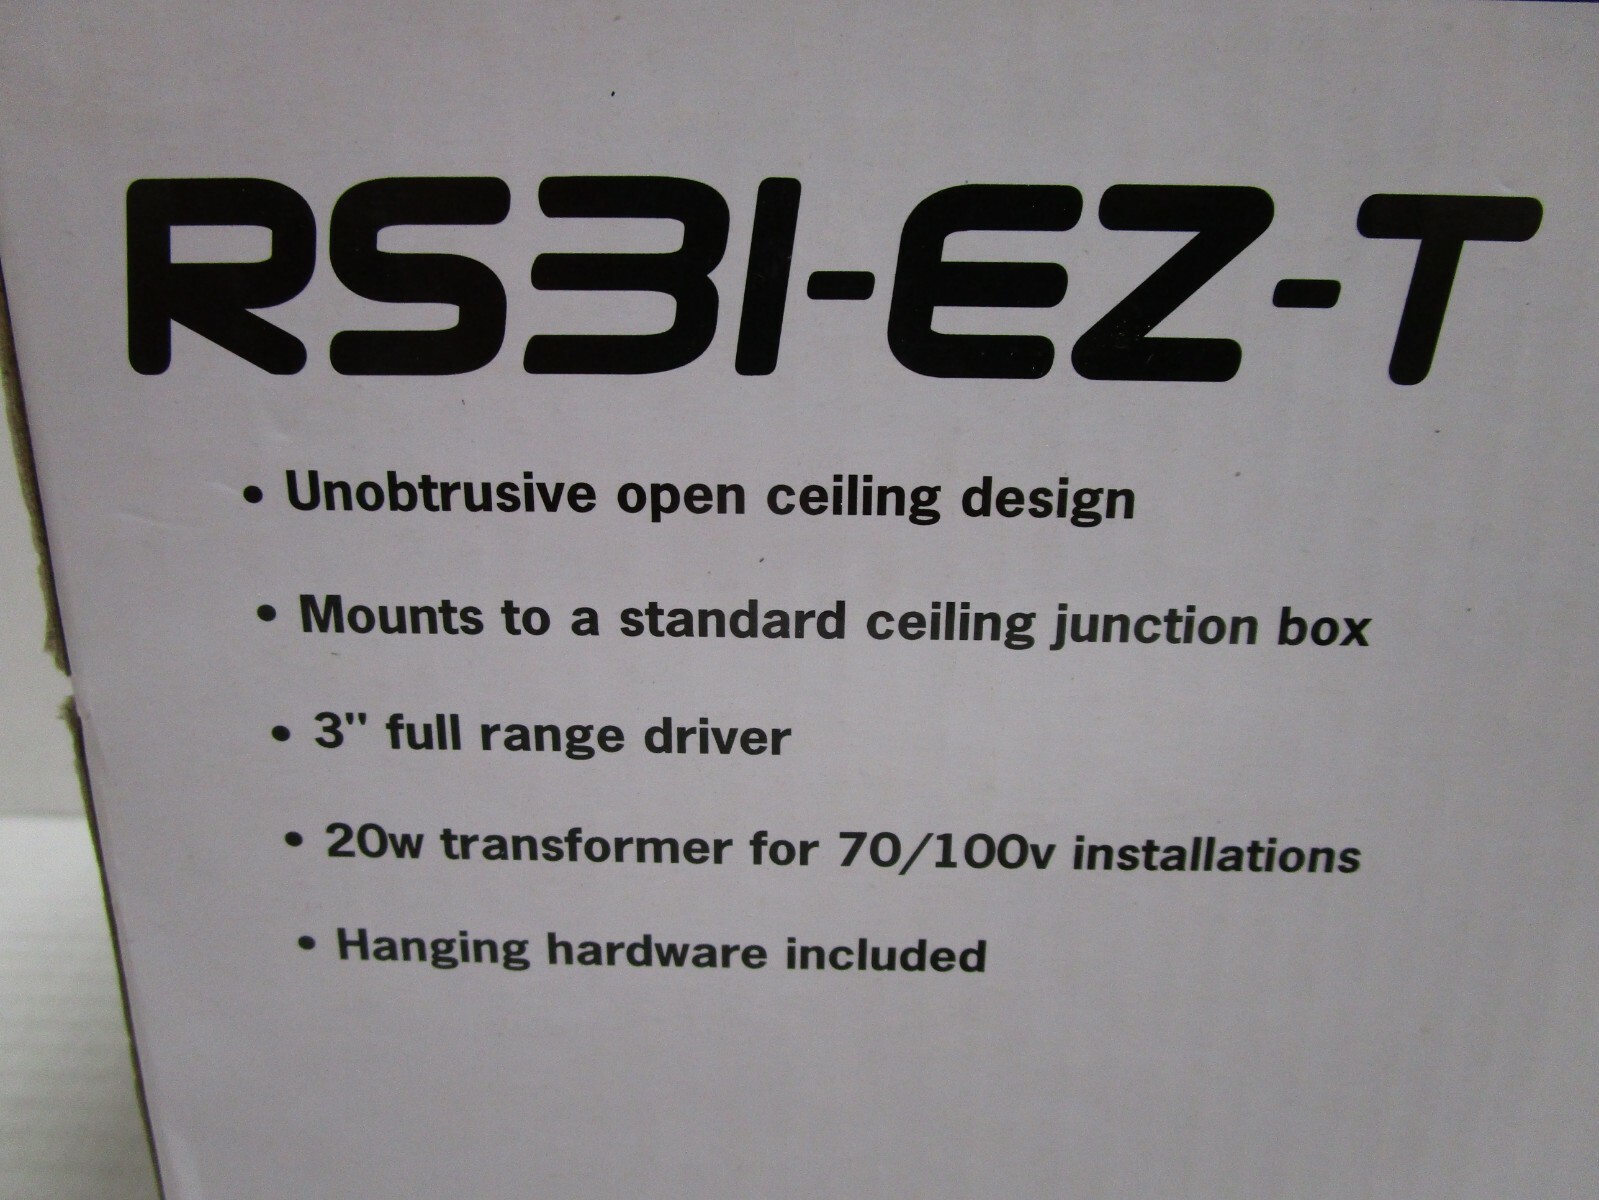 RS31-EZ-T
• Unobtrusive open ceiling design
• Mounts to a standard ceiling junction box
• 3" full range driver
• 20w transformer for 70/100v installations
• Hanging hardware included